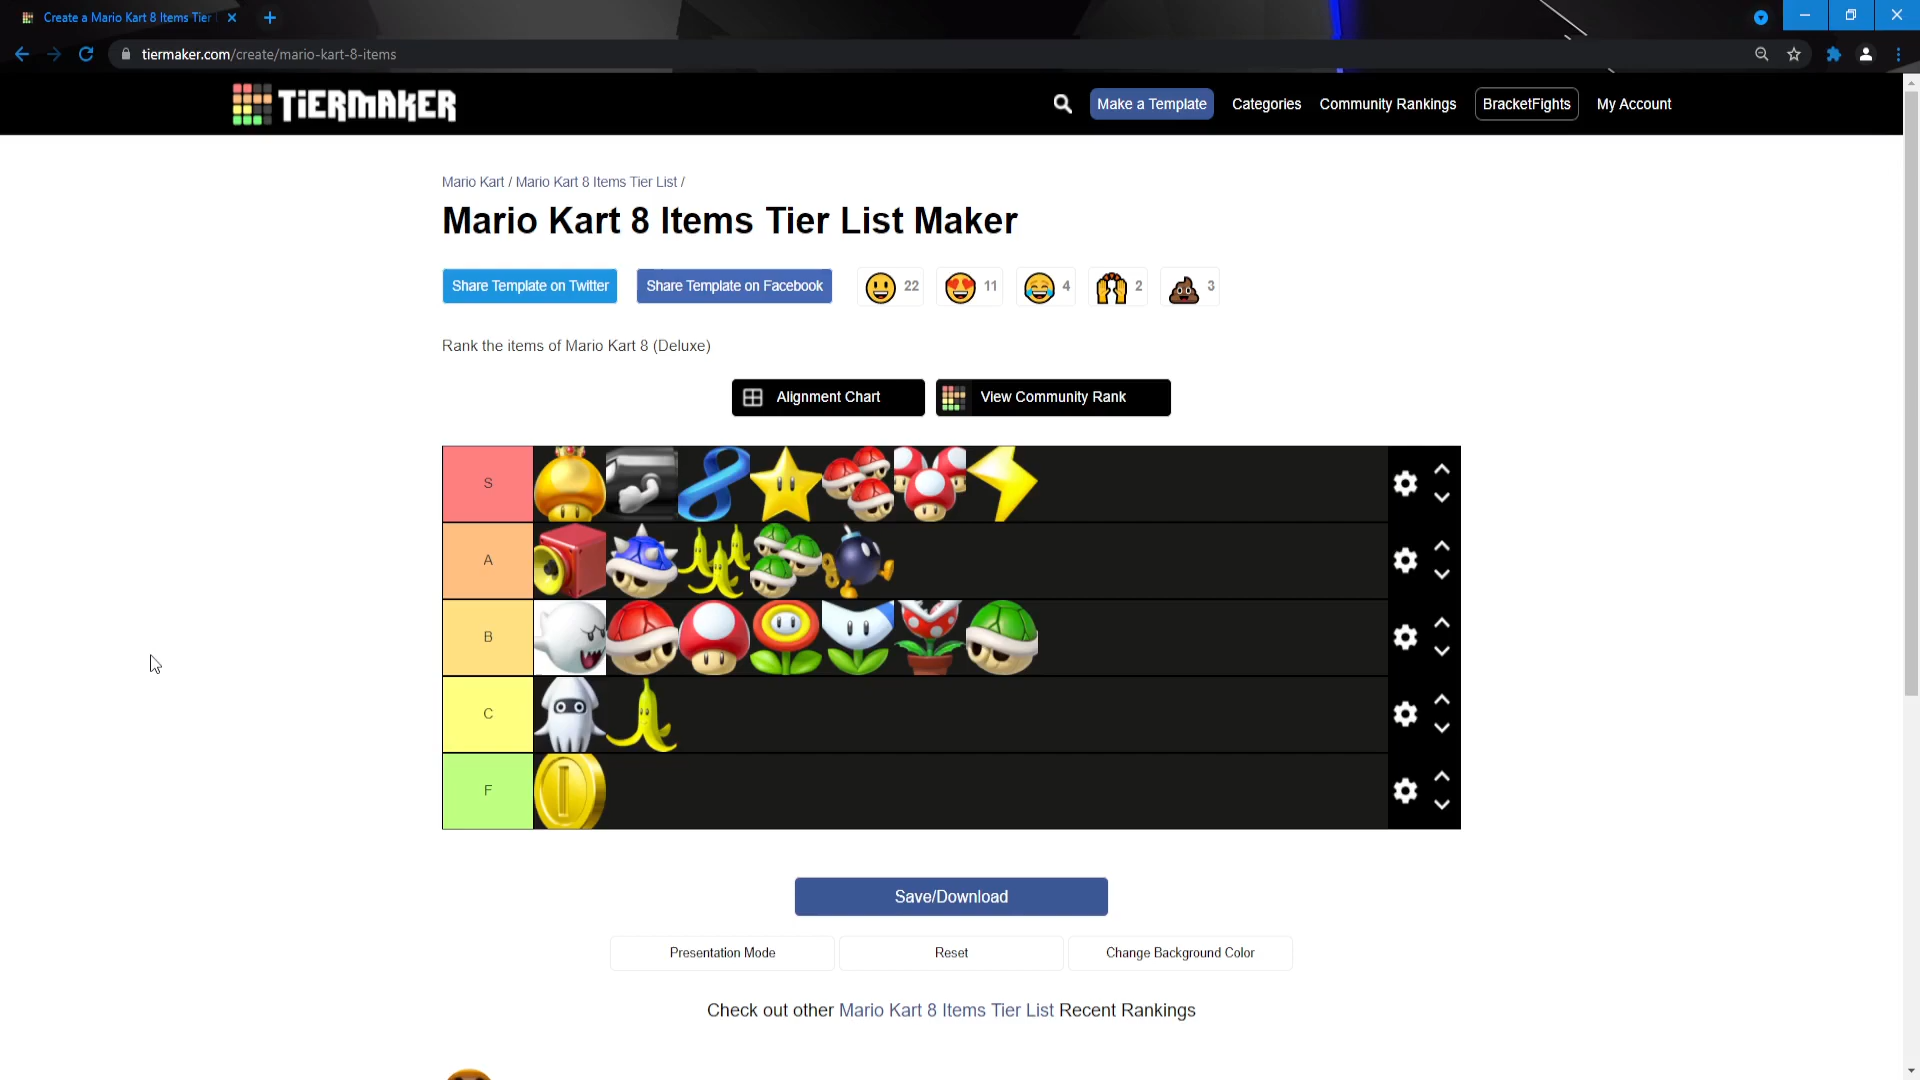 Create a Mario Kart 8 Items Tier
tiermaker.com/create/mario-kart-8-items
TiERMAKER
Make a Template
Categories
Community Rankings
BracketFights
My Account
Mario Kart / Mario Kart 8 Items Tier List /
Mario Kart 8 Items Tier List Maker
Share Template on Twitter
Share Template on Facebook
22
11
4
2
3
Rank the items of Mario Kart 8 (Deluxe)
Alignment Chart
View Community Rank
S
A
B
C
F
Save/Download
Presentation Mode
Reset
Change Background Color
Check out other Mario Kart 8 Items Tier List Recent Rankings